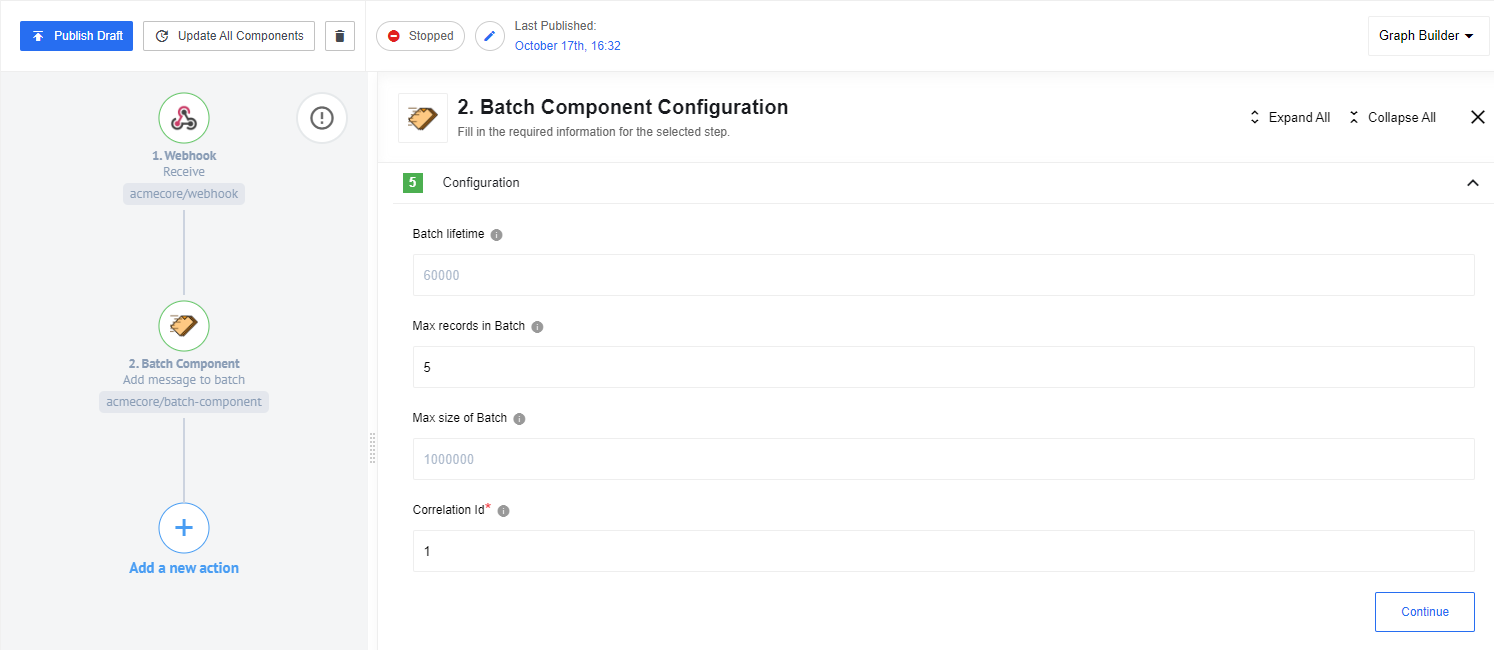 Publish Draft
Update All Components
Stopped
Last Published:
October 17th, 16:32
Graph Builder
1. Webhook
Receive
acmecore/webhook
2. Batch Component
Add message to batch
acmecore/batch-component
Add a new action
2. Batch Component Configuration
Fill in the required information for the selected step.
Expand All
Collapse All
5 Configuration
Batch lifetime
60000
Max records in Batch
5
Max size of Batch
1000000
Correlation Id*
1
Continue